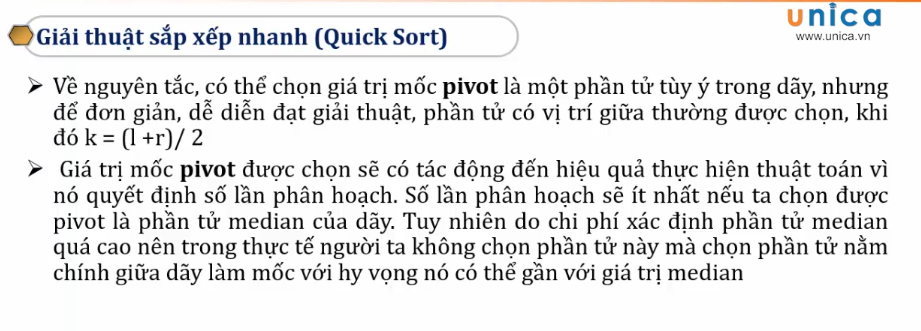 unica
www.unica.vn
Giải thuật sắp xếp nhanh (Quick Sort)
Về nguyên tắc, có thể chọn giá trị mốc pivot là một phần tử tùy ý trong dãy, nhưng
để đơn giản, dễ diễn đạt giải thuật, phần tử có vị trí giữa thường được chọn, khi
đó k = (l +r)/ 2
Giá trị mốc pivot được chọn sẽ có tác động đến hiệu quả thực hiện thuật toán vì
nó quyết định số lần phân hoạch. Số lần phân hoạch sẽ ít nhất nếu ta chọn được
pivot là phần tử median của dãy. Tuy nhiên do chi phí xác định phần tử median
quá cao nên trong thực tế người ta không chọn phần tử này mà chọn phần tử nằm
chính giữa dãy làm mốc với hy vọng nó có thể gần với giá trị median